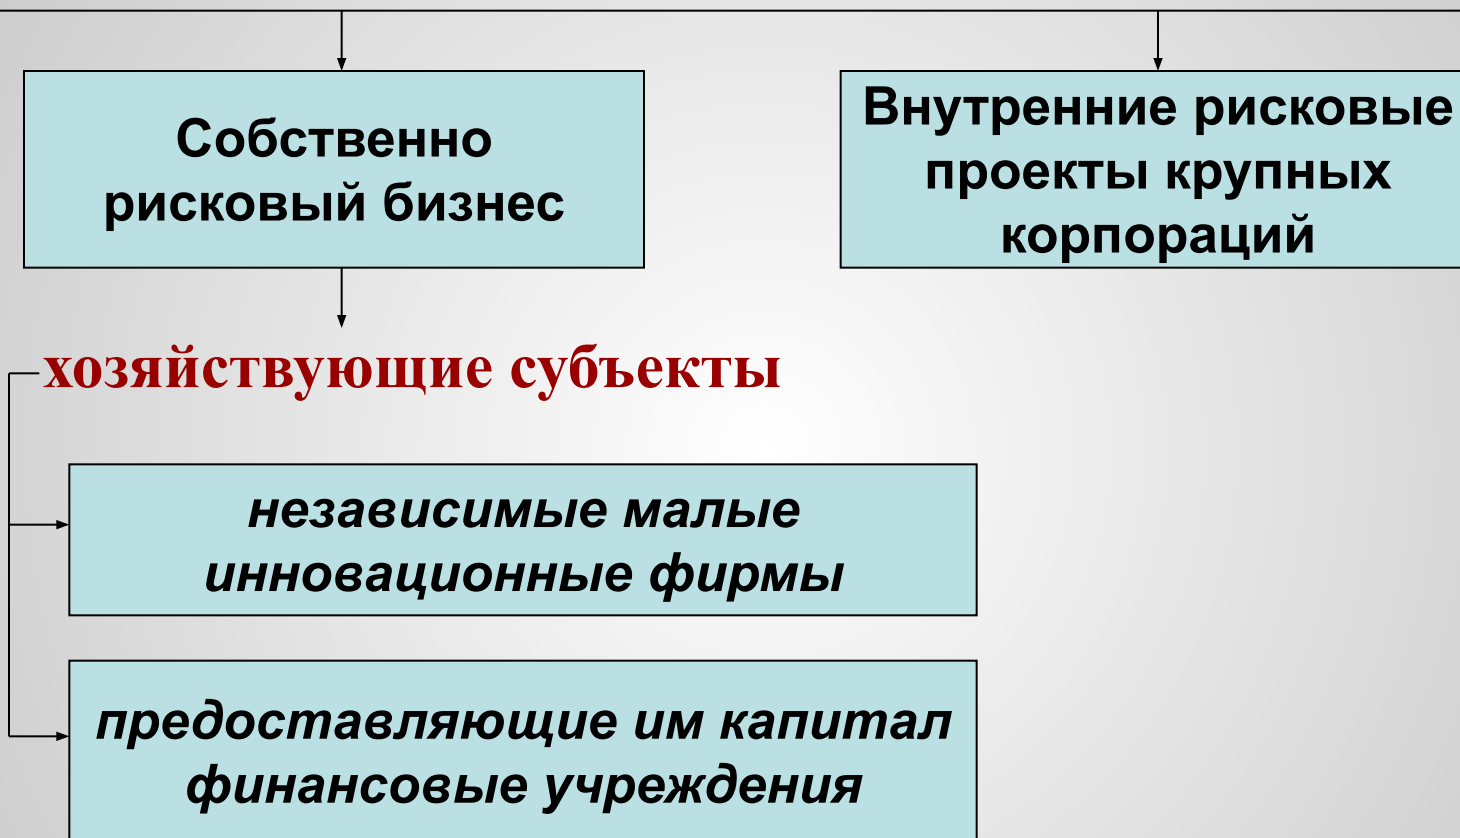 Собственно
рисковый бизнес
Внутренние рисковые
проекты крупных
корпораций
хозяйствующие субъекты
независимые малые
инновационные фирмы
предоставляющие им капитал
финансовые учреждения